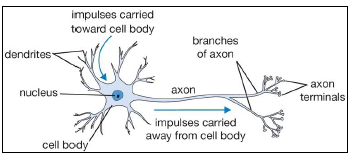 impulses carried
toward cell body
branches
of axon
dendrites
nucleus
axon
axon
terminals
impulses carried
away from cell body
cell body